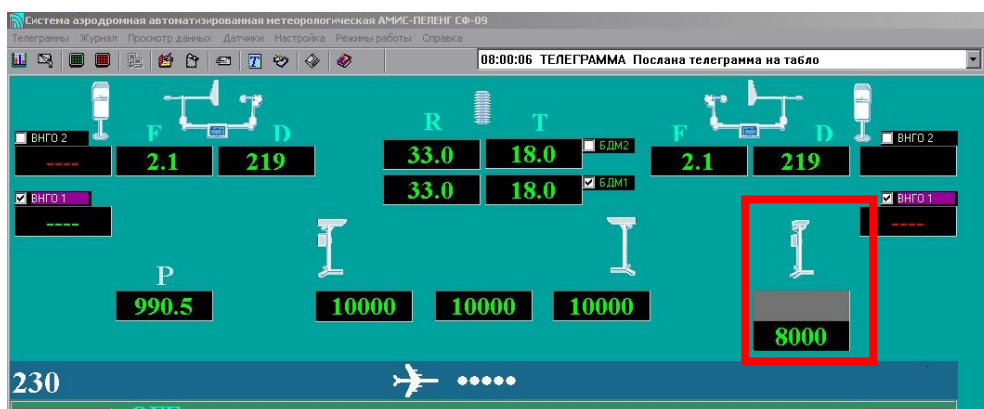 Система аэродромная автоматизированная метеорологическая АМИС-ПЕЛЕНГ СФ-09
Телеграммы Журнал Просмотр данных Датчики Настройка Режимы работы Справка
08:00:06 ТЕЛЕГРАММА Послана телеграмма на табло
F D R T F D
ВНГО 2 БДМ2 ВНГО 2
---- 2.1 219 33.0 18.0 2.1 219
33.0 18.0 БДМ1
ВНГО 1 ВНГО 1
---- ----
P
990.5 10000 10000 10000
8000
230